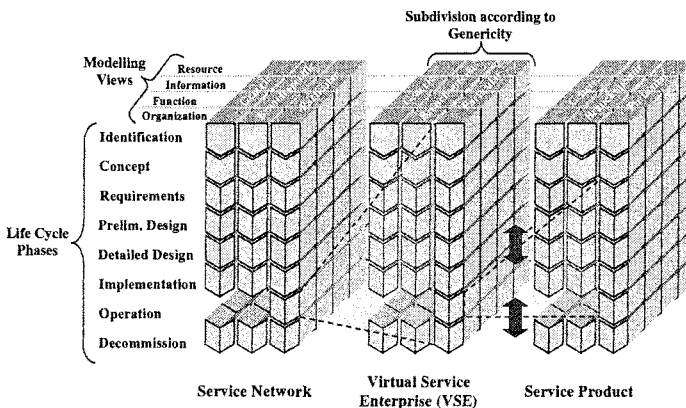 Subdivision according to
Genericity
Modelling
Views
Resource
Information
Function
Organization
Life Cycle
Phases
Identification
Concept
Requirements
Prelim. Design
Detailed Design
Implementation
Operation
Decommission
Service Network
Virtual Service
Enterprise (VSE)
Service Product